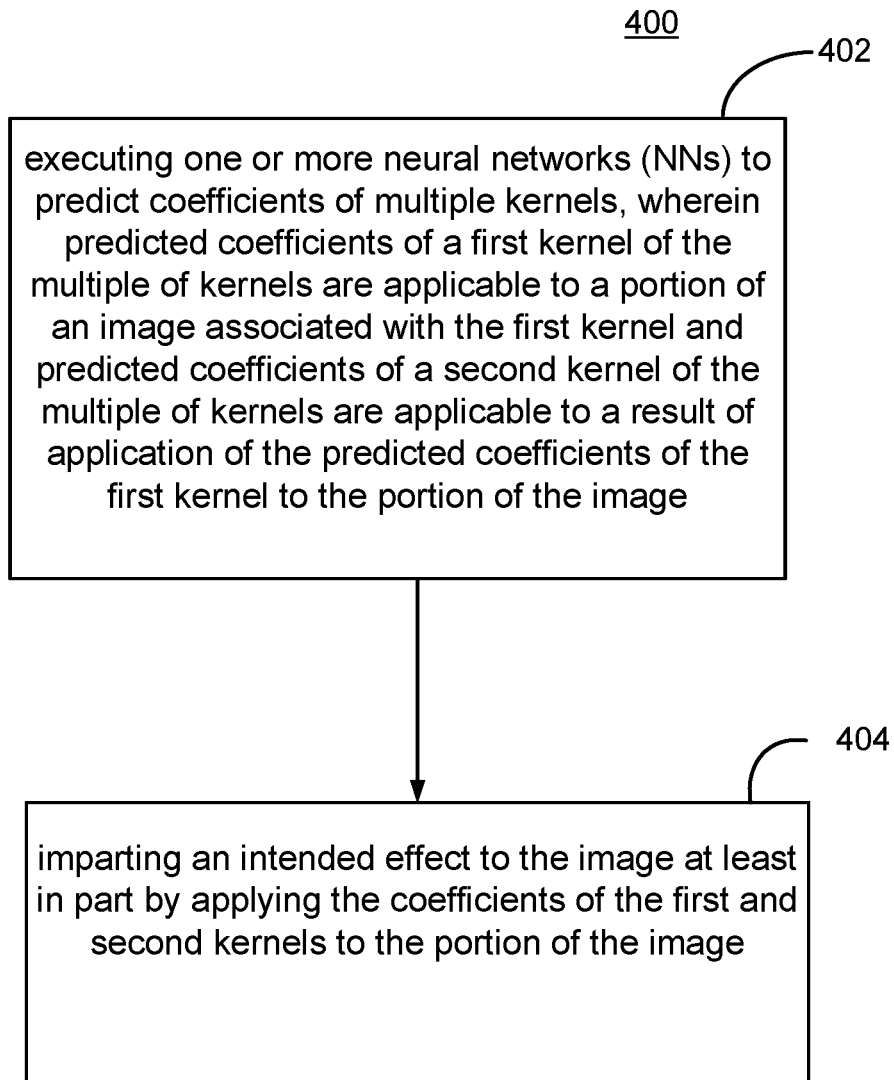 400
402
executing one or more neural networks (NNs) to
predict coefficients of multiple kernels, wherein
predicted coefficients of a first kernel of the
multiple of kernels are applicable to a portion of
an image associated with the first kernel and
predicted coefficients of a second kernel of the
multiple of kernels are applicable to a result of
application of the predicted coefficients of the
first kernel to the portion of the image
404
imparting an intended effect to the image at least
in part by applying the coefficients of the first and
second kernels to the portion of the image